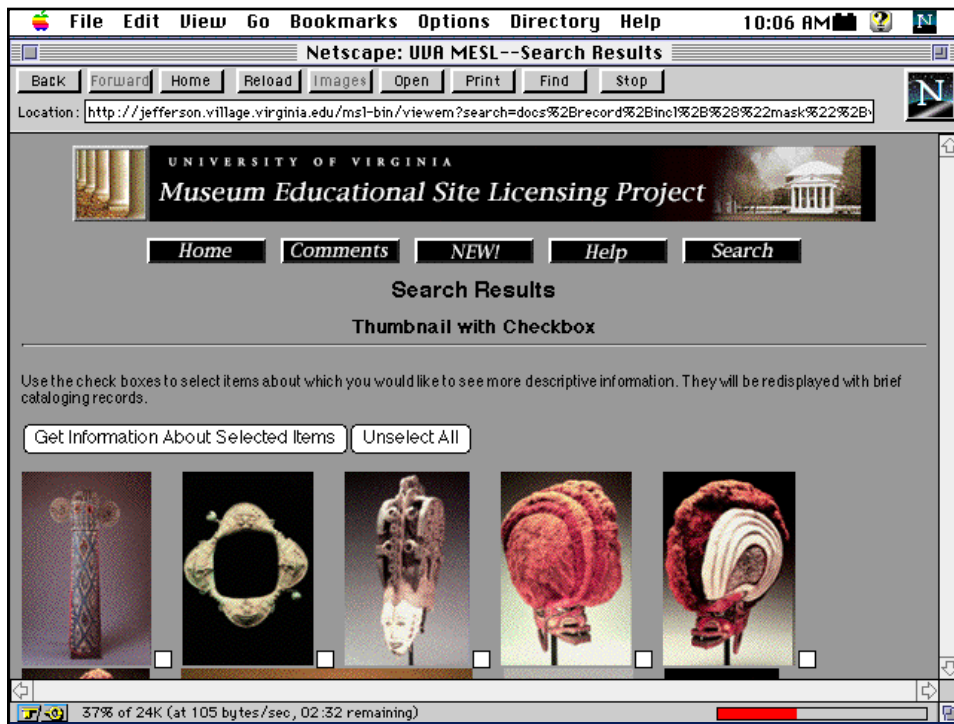 File Edit View Go Bookmarks Options Directory Help 10:06 AM
Netscape: UVA MESL--Search Results
Back Forward Home Reload Images Open Print Find Stop
Location: http://jefferson.village.virginia.edu/msl-bin/viewem?search=docs%2Brecord%2Bincl%2B%28%22mask%22%2B
N
UNIVERSITY OF VIRGINIA
Museum Educational Site Licensing Project
Home Comments NEW! Help Search
Search Results
Thumbnail with Checkbox
Use the check boxes to select items about which you would like to see more descriptive information. They will be redisplayed with brief
cataloging records.
Get Information About Selected Items Unselect All
37% of 24K (at 105 bytes/sec, 02:32 remaining)